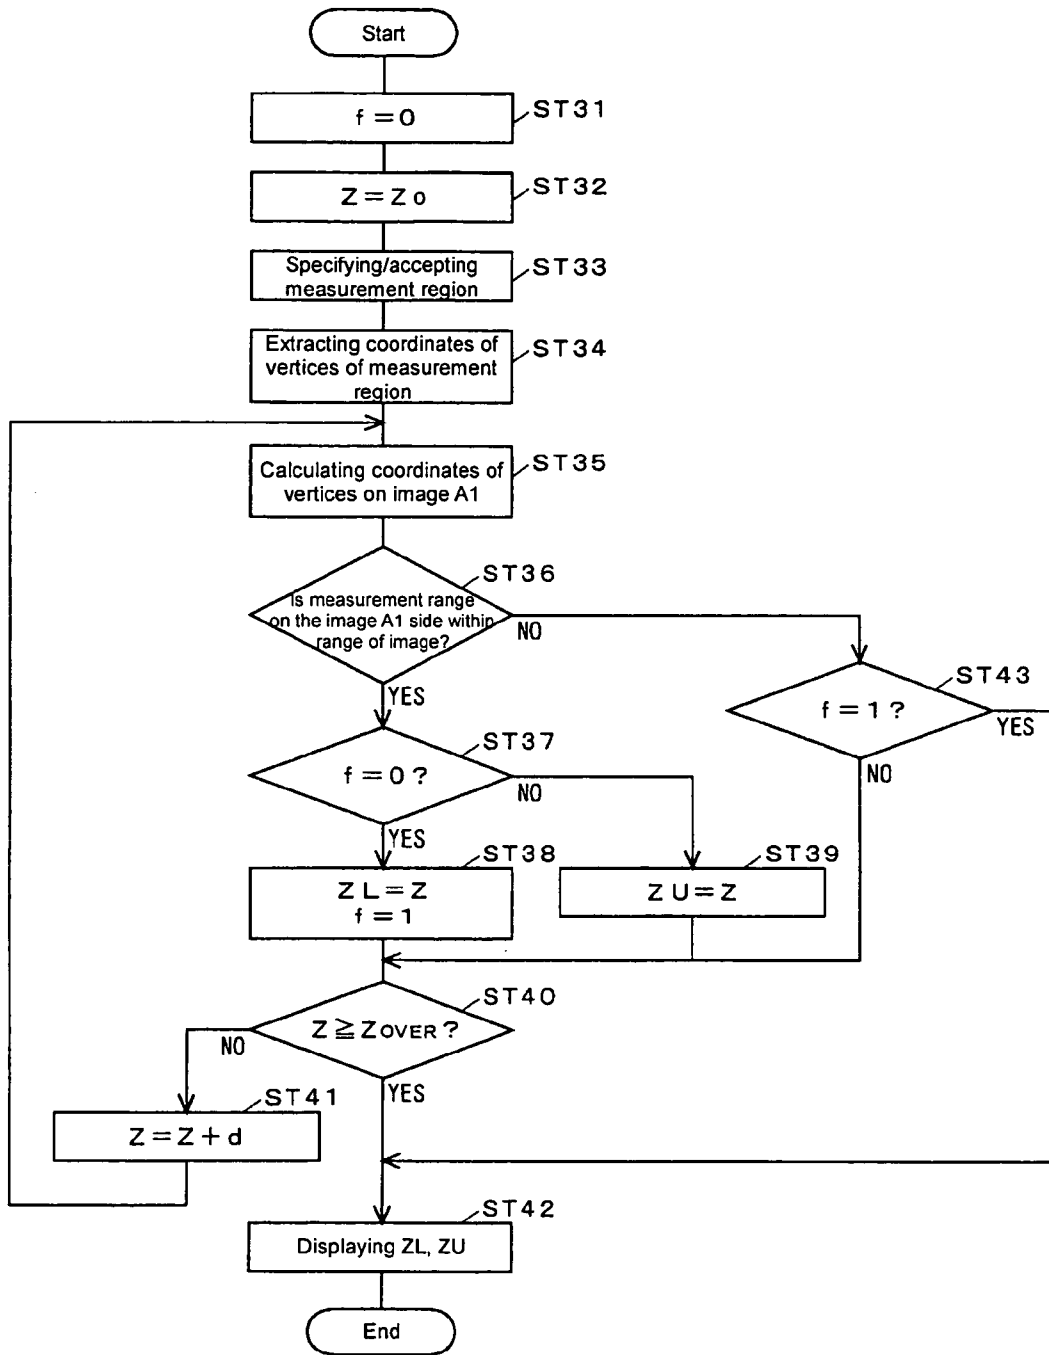 Start
f=0
ST31
Z=Zo
ST32
Specifying/accepting
measurement region
ST33
Extracting coordinates of
vertices of measurement
region
ST34
Calculating coordinates of
vertices on image A1
ST35
Is measurement range
on the image A1 side within
range of image?
ST36
NO
YES
f=1?
ST43
YES
NO
f=0?
ST37
NO
YES
ZL=Z
f=1
ST38
ZU=Z
ST39
Z≧ZOVER?
ST40
NO
YES
Z=Z+d
ST41
Displaying ZL, ZU
ST42
End